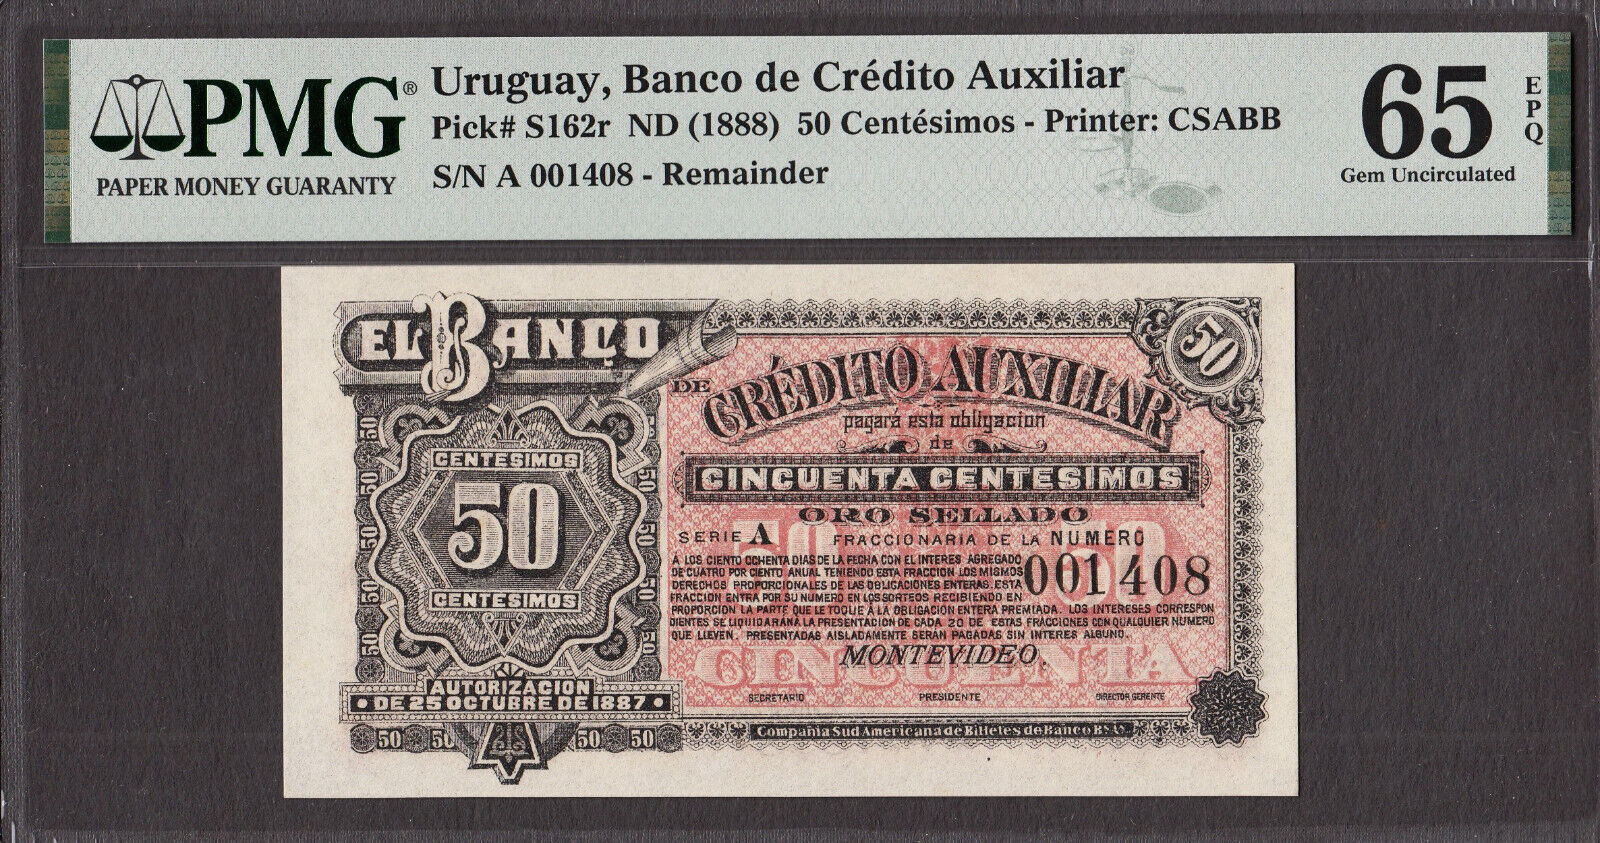 PMG®
PAPER MONEY GUARANTY
Uruguay, Banco de Crédito Auxiliar
Pick# S162r ND (1888) 50 Centésimos - Printer: CSABB
S/N A 001408 - Remainder
65
EPQ
Gem Uncirculated
EL BANCO
DE CRÉDITO AUXILIAR
50
pagará esta obligacion
de
CINCUENTA CENTESIMOS
ORO SELLADO
SERIE A FRACCIONARIA DE LA NUMERO
001408
A LOS CIENTO OCHENTA DIAS DE LA FECHA CON EL INTERES AGREGADO
DE CUATRO POR CIENTO ANUAL TENIENDO ESTA FRACCION LOS MISMOS
DERECHOS PROPORCIONALES DE LAS OBLIGACIONES ENTERAS. ESTA
FRACCION ENTRA POR SU NUMERO EN LOS SORTEOS RECIBIENDO EN
PROPORCION LA PARTE QUE LE TOQUE Á LA OBLIGACION ENTERA PREMIADA. LOS INTERESES CORRESPON
DIENTES SE LIQUIDARAN Á LA PRESENTACION DE CADA 20 DE ESTAS FRACCIONES CON QUALQUIER NUMERO
QUE LLEVEN. PRESENTADAS AISLADAMENTE SERAN PAGADAS SIN INTERES ALGUNO.
MONTEVIDEO
CINCUENTA
SECRETARIO PRESIDENTE DIRECTOR GERENTE
CENTESIMOS
50
CENTESIMOS
AUTORIZACION
• DE 25 OCTUBRE DE 1887 •
50 50 50 50
Compañia Sud Americana de Billetes de Banco Bs As.